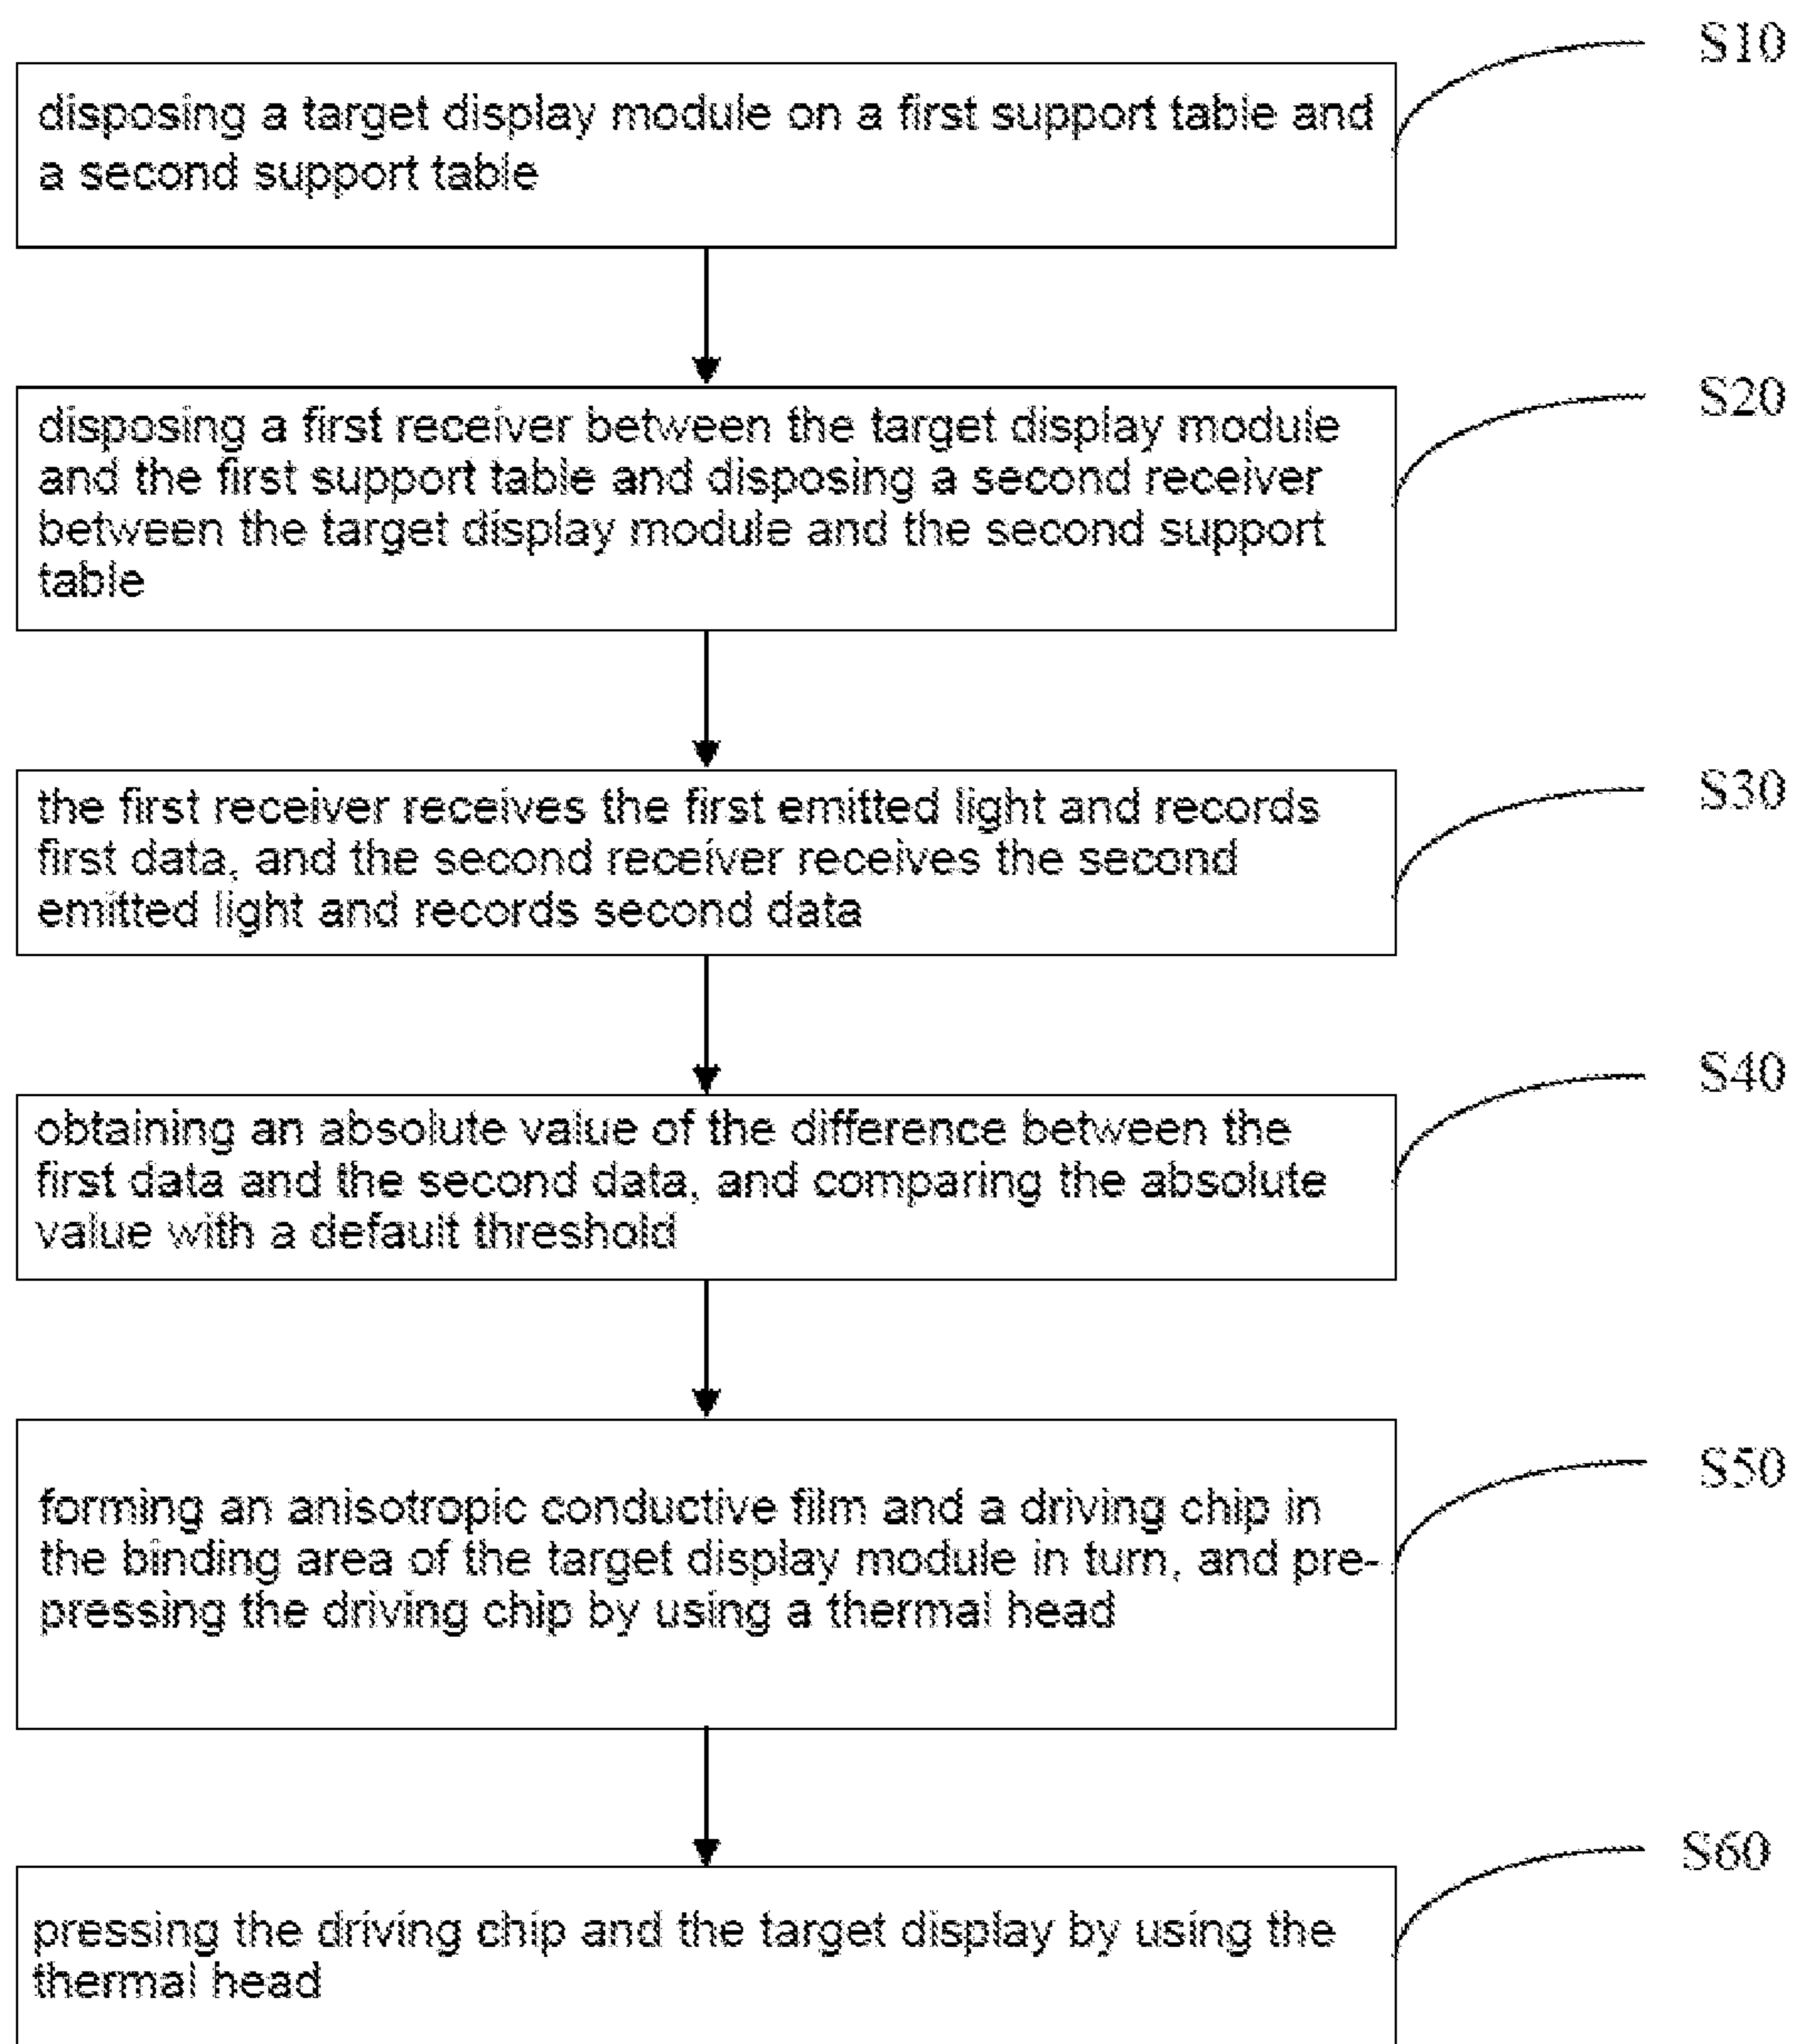 S10
disposing a target display module on a first support table and
a second support table
S20
disposing a first receiver between the target display module
and the first support table and disposing a second receiver
between the target display module and the second support
table
S30
the first receiver receives the first emitted light and records
first data, and the second receiver receives the second
emitted light and records second data
S40
obtaining an absolute value of the difference between the
first data and the second data, and comparing the absolute
value with a default threshold
S50
forming an anisotropic conductive film and a driving chip in
the binding area of the target display module in turn, and pre-
pressing the driving chip by using a thermal head
S60
pressing the driving chip and the target display by using the
thermal head